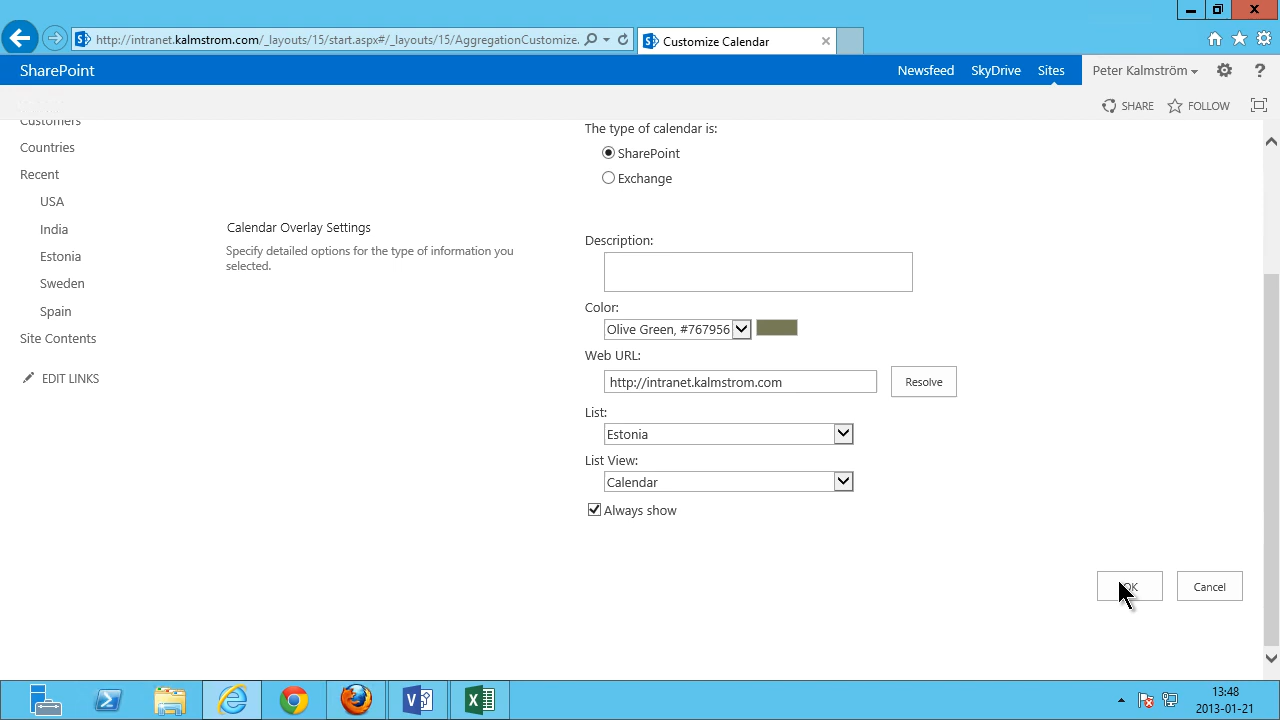 http://intranet.kalmstrom.com/_layouts/15/start.aspx#/_layouts/15/AggregationCustomize.
Customize Calendar
SharePoint
Newsfeed
SkyDrive
Sites
Peter Kalmström
?
SHARE
FOLLOW
Customers
Countries
Recent
USA
India
Estonia
Sweden
Spain
Site Contents
EDIT LINKS
The type of calendar is:
SharePoint
Exchange
Calendar Overlay Settings
Specify detailed options for the type of information you
selected.
Description:
Color:
Olive Green, #767956
Web URL:
http://intranet.kalmstrom.com
Resolve
List:
Estonia
List View:
Calendar
Always show
OK
Cancel
13:48
2013-01-21